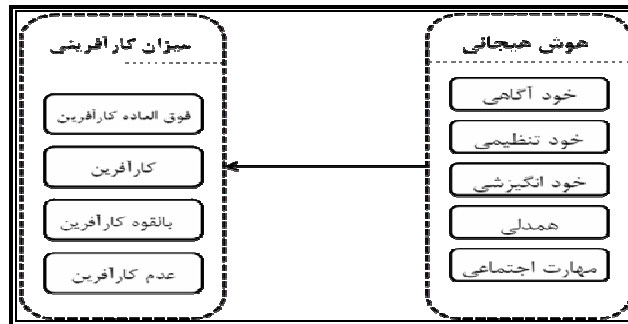 هوش هیجانی
خود آگاهی
خود تنظیمی
خود انگیزشی
همدلی
مهارت اجتماعی
میزان کارآفرینی
فوق العاده کارآفرین
کارآفرین
بالقوه کارآفرین
عدم کارآفرین